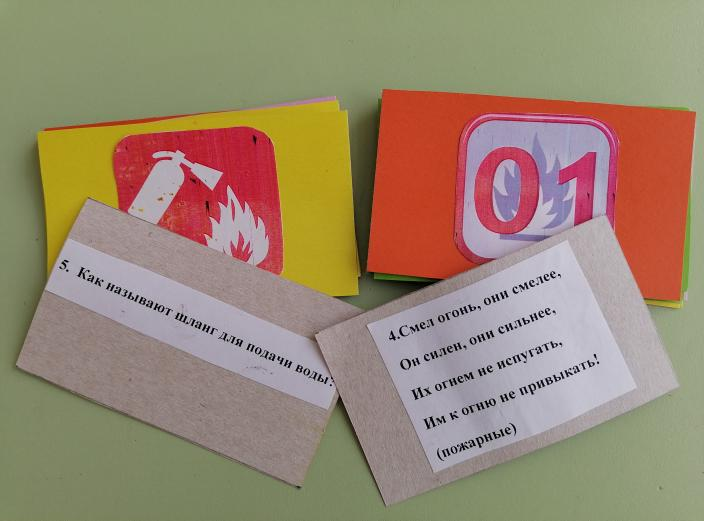 01
5. Как называют шланг для подачи воды?
4.Смел огонь, они смелее,
Он силен, они сильнее,
Их огнем не испугать,
Им к огню не привыкать!
(пожарные)